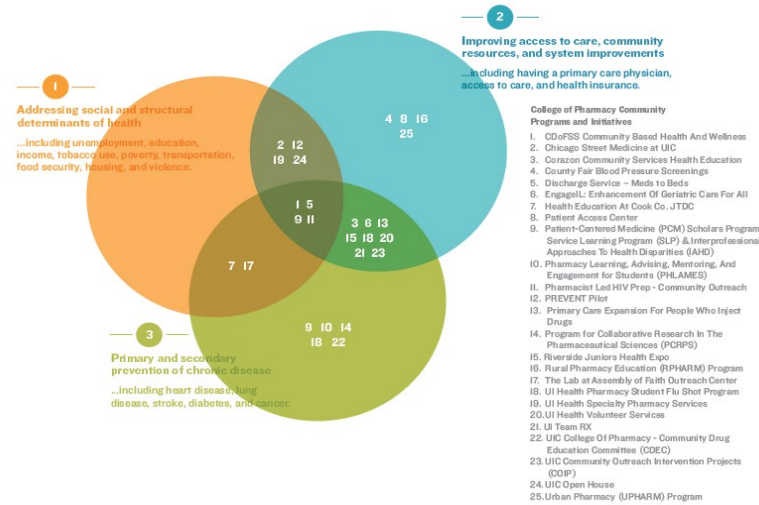 2
Improving access to care, community
resources, and system improvements
...including having a primary care physician,
access to care, and health insurance.
1
Addressing social and structural
determinants of health
...including unemployment, education,
income, tobacco use, poverty, transportation,
food security, housing, and violence.
4 8 16
25
2 12
19 24
1 5
9 11
3 6 13
15 18 20
21 23
7 17
9 10 14
18 22
3
Primary and secondary
prevention of chronic disease
...including heart disease, lung
disease, stroke, diabetes, and cancer.
College of Pharmacy Community
Programs and Initiatives
1. CDoFSS Community Based Health And Wellness
2. Chicago Street Medicine at UIC
3. Corazon Community Services Health Education
4. County Fair Blood Pressure Screenings
5. Discharge Service – Meds to Beds
6. EngageIL: Enhancement Of Geriatric Care For All
7. Health Education At Cook Co. JTDC
8. Patient Access Center
9. Patient-Centered Medicine (PCM) Scholars Program
Service Learning Program (SLP) & Interprofessional
Approaches To Health Disparities (IAHD)
10. Pharmacy Learning, Advising, Mentoring, And
Engagement for Students (PHLAMES)
11. Pharmacist Led HIV Prep - Community Outreach
12. PREVENT Pilot
13. Primary Care Expansion For People Who Inject
Drugs
14. Program for Collaborative Research In The
Pharmaceutical Sciences (PCRPS)
15. Riverside Juniors Health Expo
16. Rural Pharmacy Education (RPHARM) Program
17. The Lab at Assembly of Faith Outreach Center
18. UI Health Pharmacy Student Flu Shot Program
19. UI Health Specialty Pharmacy Services
20. UI Health Volunteer Services
21. UI Team RX
22. UIC College Of Pharmacy - Community Drug
Education Committee (CDEC)
23. UIC Community Outreach Intervention Projects
(COIP)
24. UIC Open House
25. Urban Pharmacy (UPHARM) Program